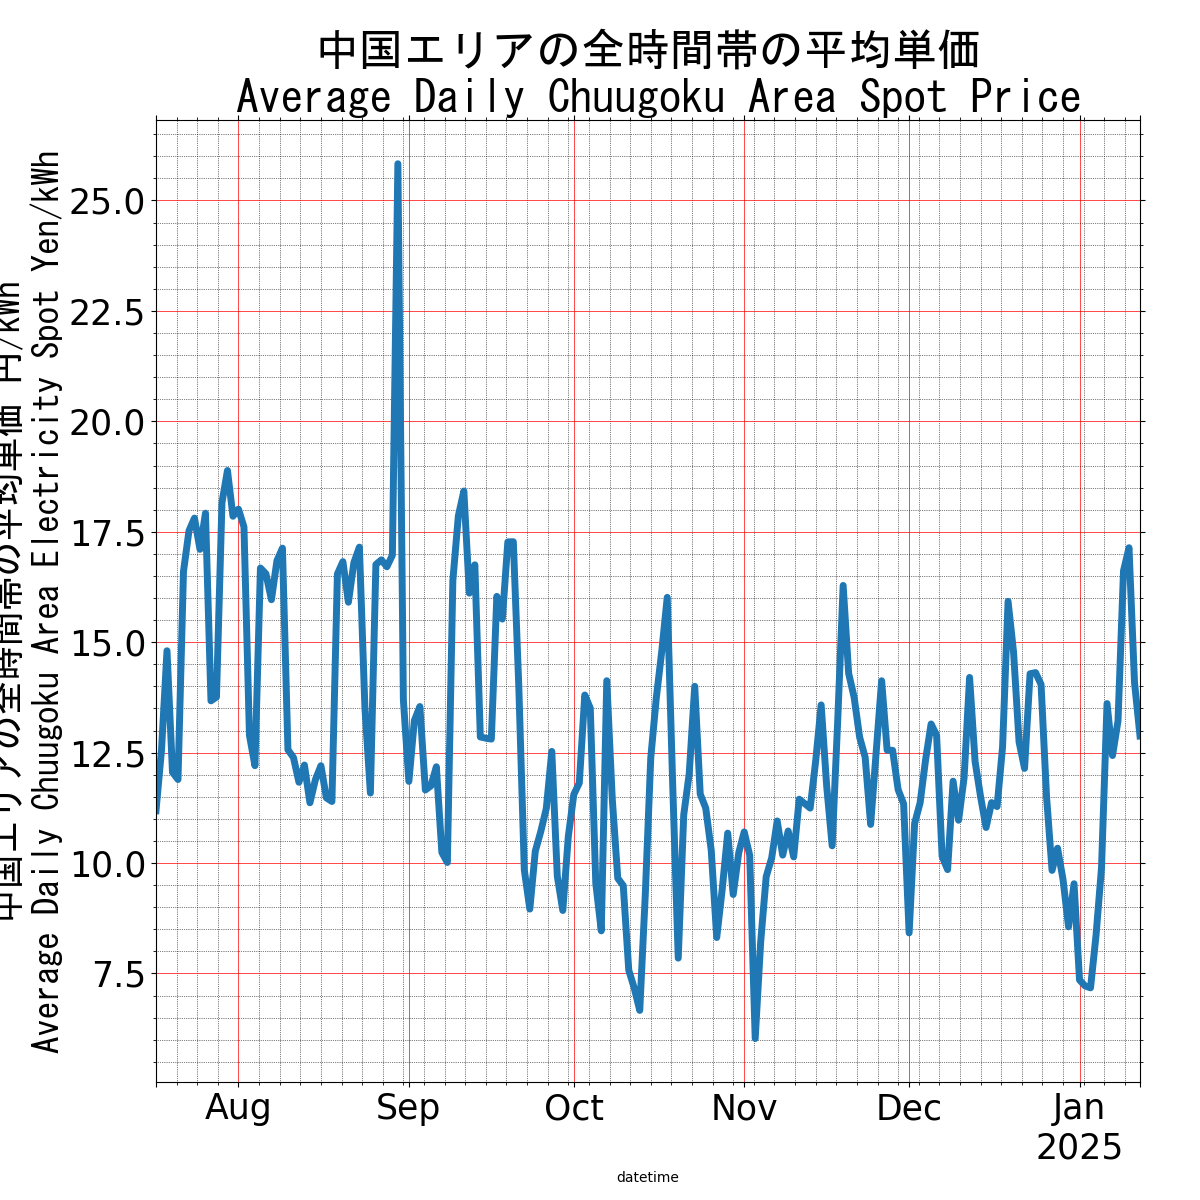 中国エリアの全時間帯の平均単価
Average Daily Chuugoku Area Spot Price
中国エリアの全時間帯の平均単価 円/kWh
Average Daily Chuugoku Area Electricity Spot Yen/kWh
25.0
22.5
20.0
17.5
15.0
12.5
10.0
7.5
Aug
Sep
Oct
Nov
Dec
Jan
2025
datetime